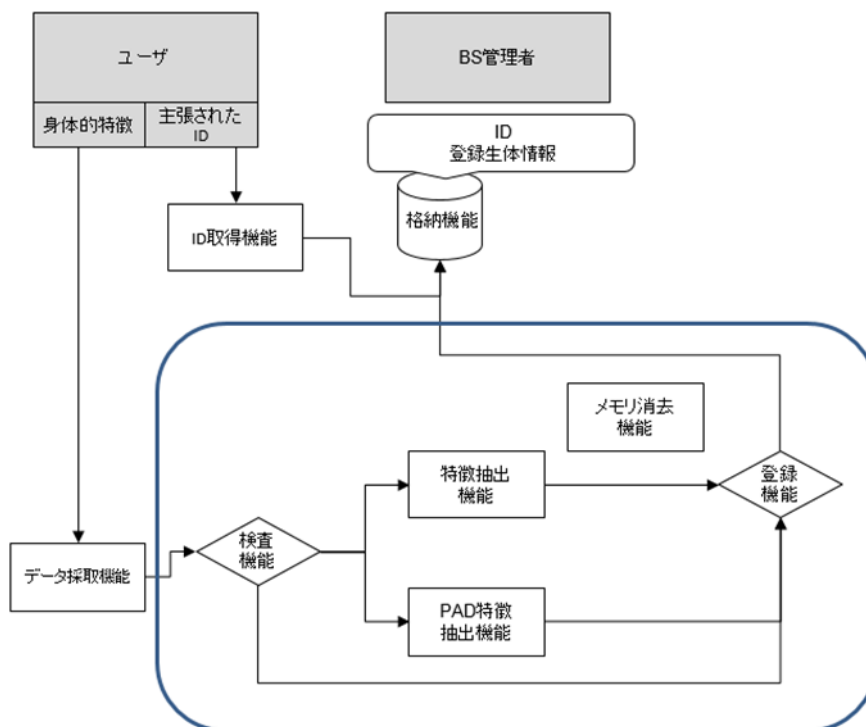 ユーザ
身体的特徴
主張された
ID
BS管理者
ID
登録生体情報
格納機能
ID取得機能
メモリ消去
機能
特徴抽出
機能
登録
機能
検査
機能
データ採取機能
PAD特徴
抽出機能